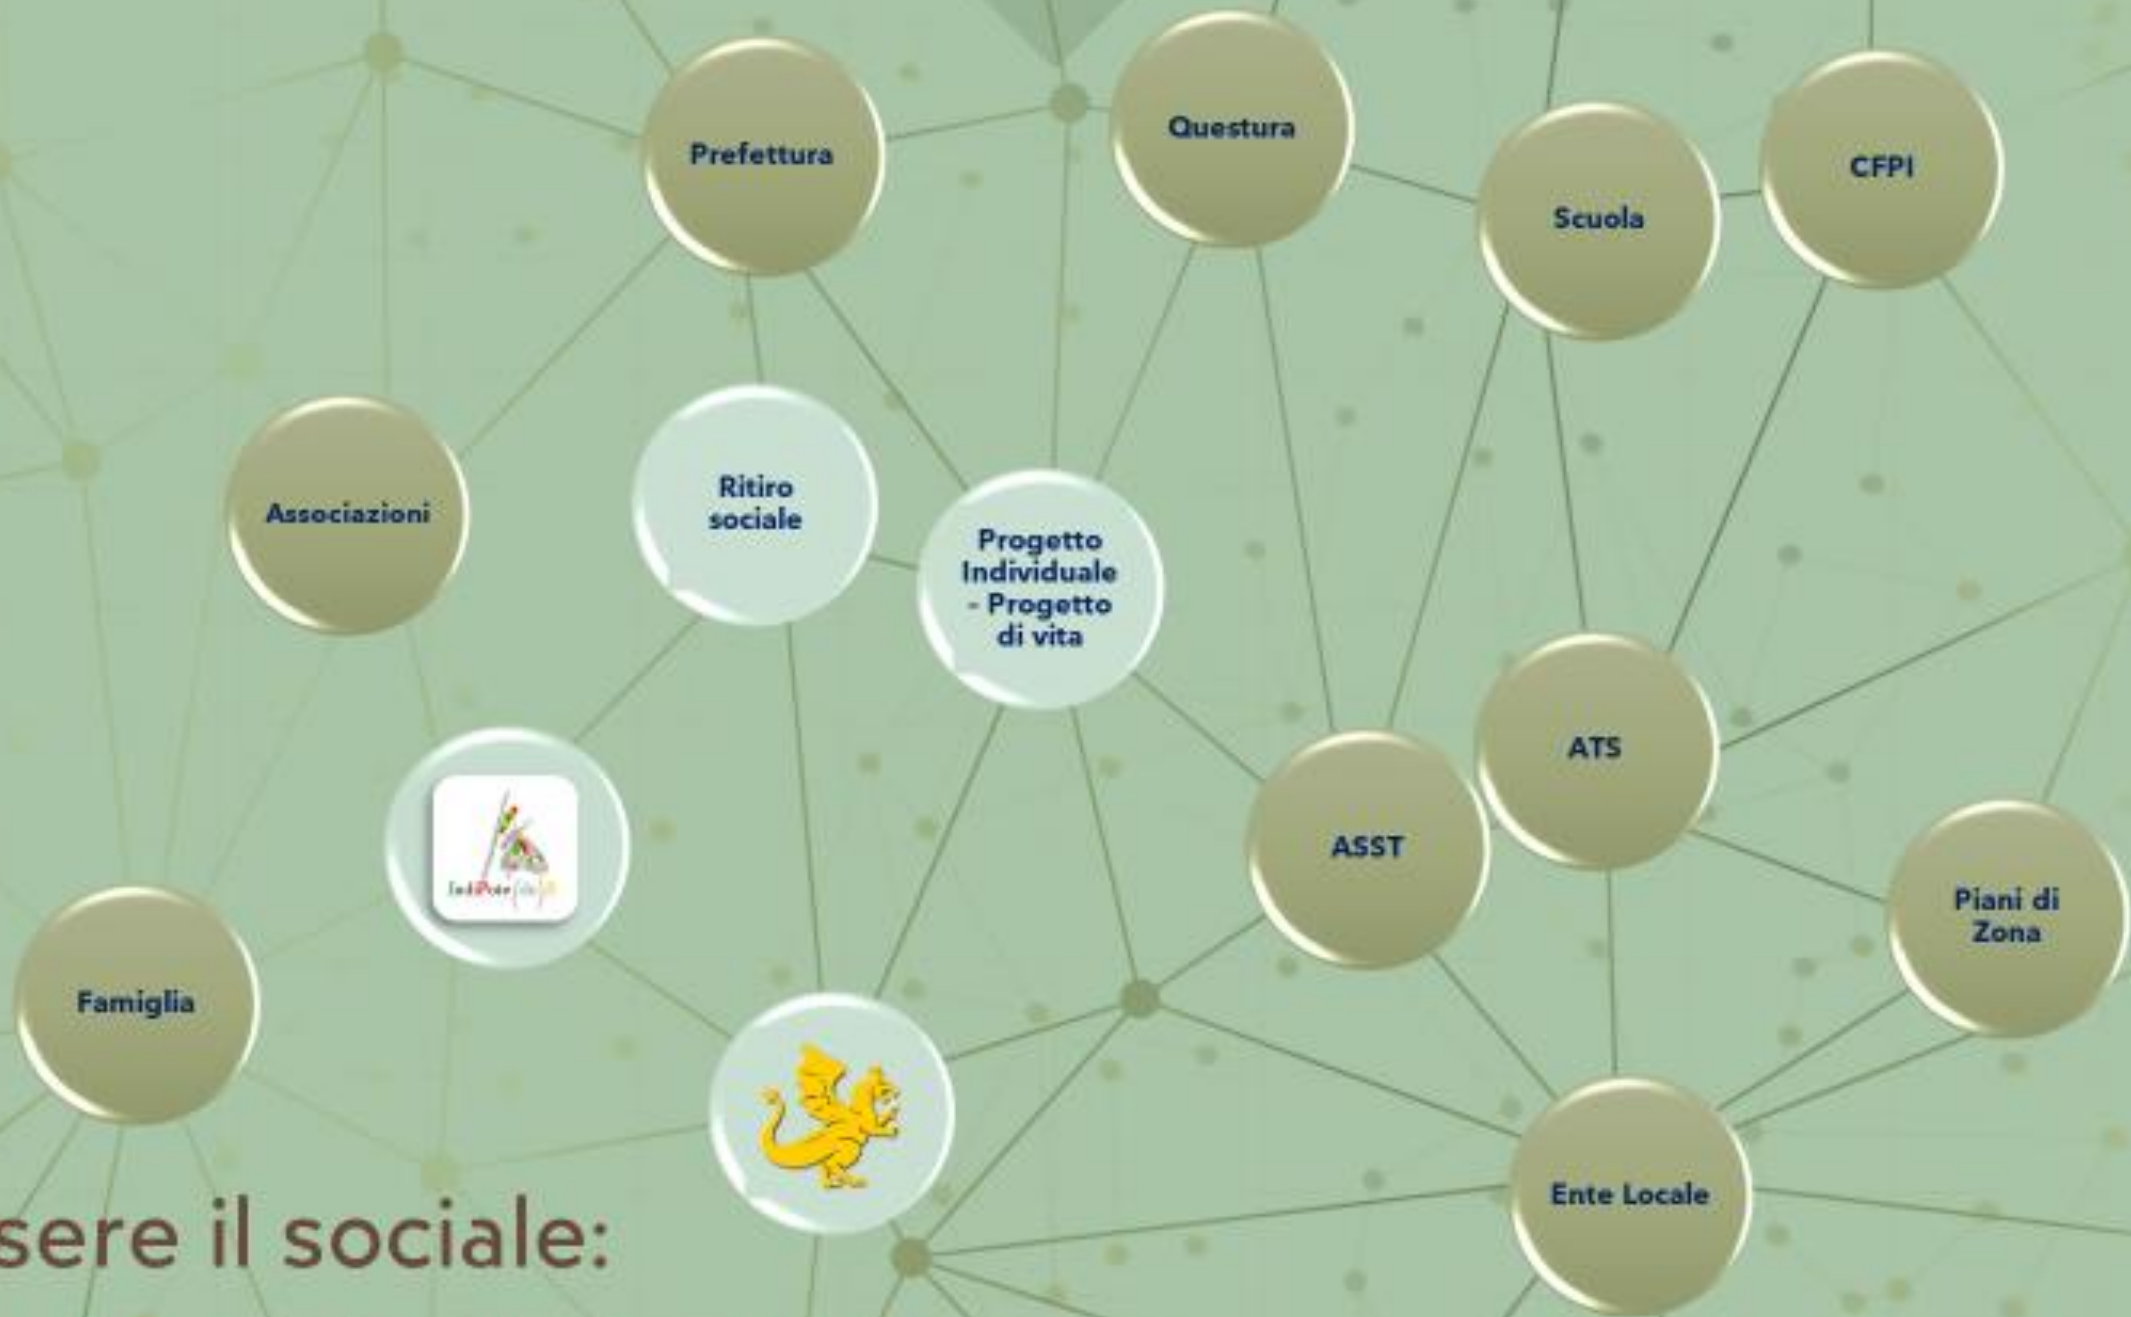 Prefettura
Questura
Scuola
CFPI
Associazioni
Ritiro
sociale
Progetto
Individuale
- Progetto
di vita
ATS
ASST
Piani di
Zona
Famiglia
Ente Locale
sere il sociale: